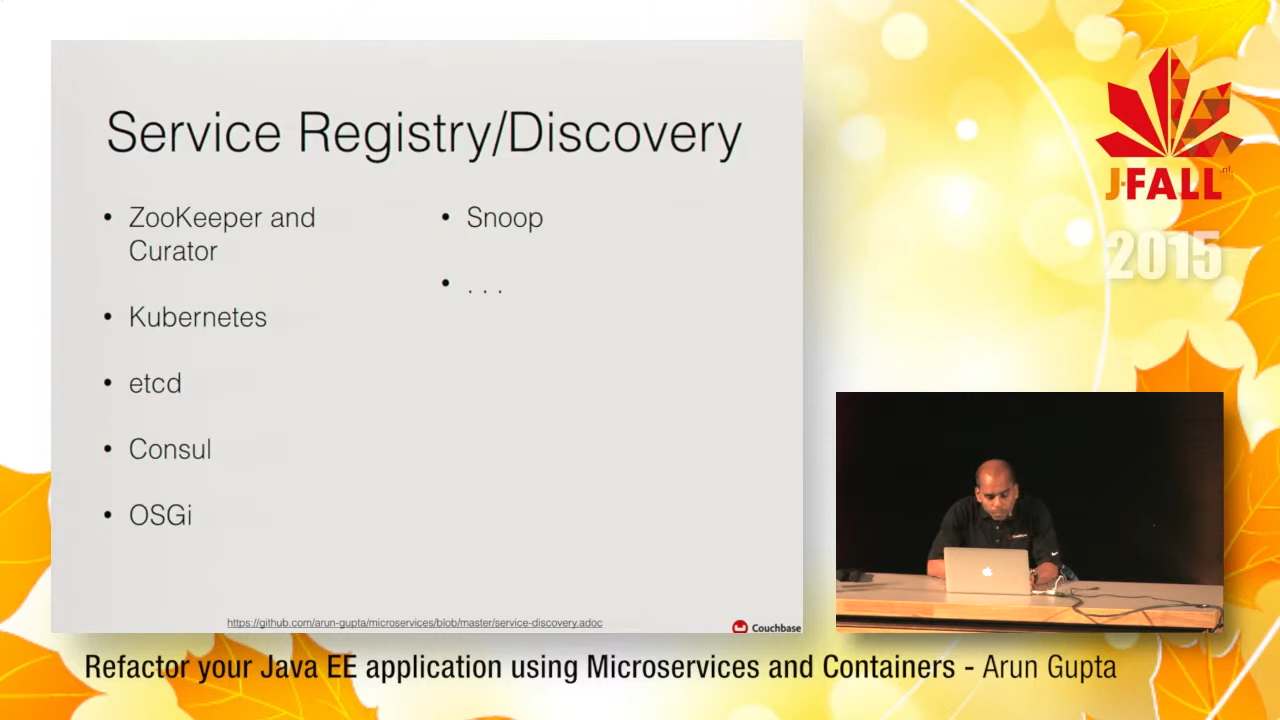 Service Registry/Discovery
• ZooKeeper and
Curator
• Kubernetes
• etcd
• Consul
• OSGi
• Snoop
• . . .
https://github.com/arun-gupta/microservices/blob/master/service-discovery.adoc
Couchbase
J-FALL
.nl
2015
Refactor your Java EE application using Microservices and Containers - Arun Gupta